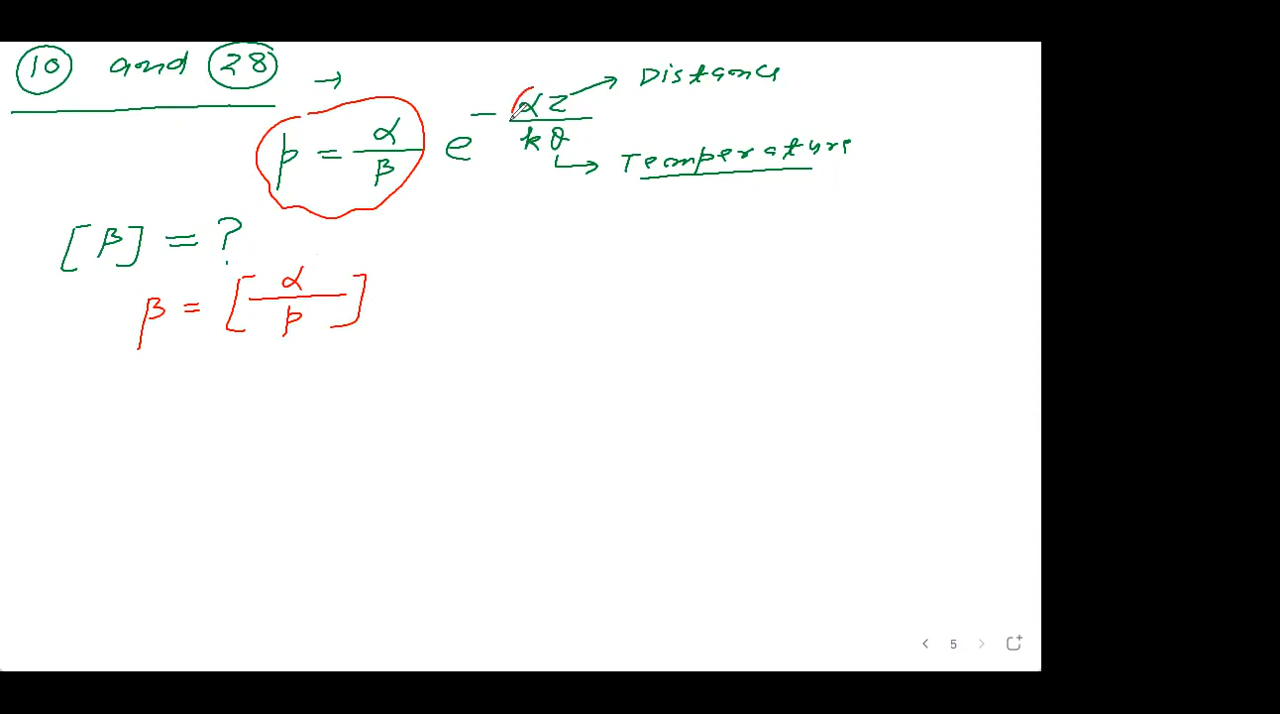 10 and 28 →
p = α/β e^(- αz/kθ)
Distance
Temperature
[β] = ?
β = [α/p]
5